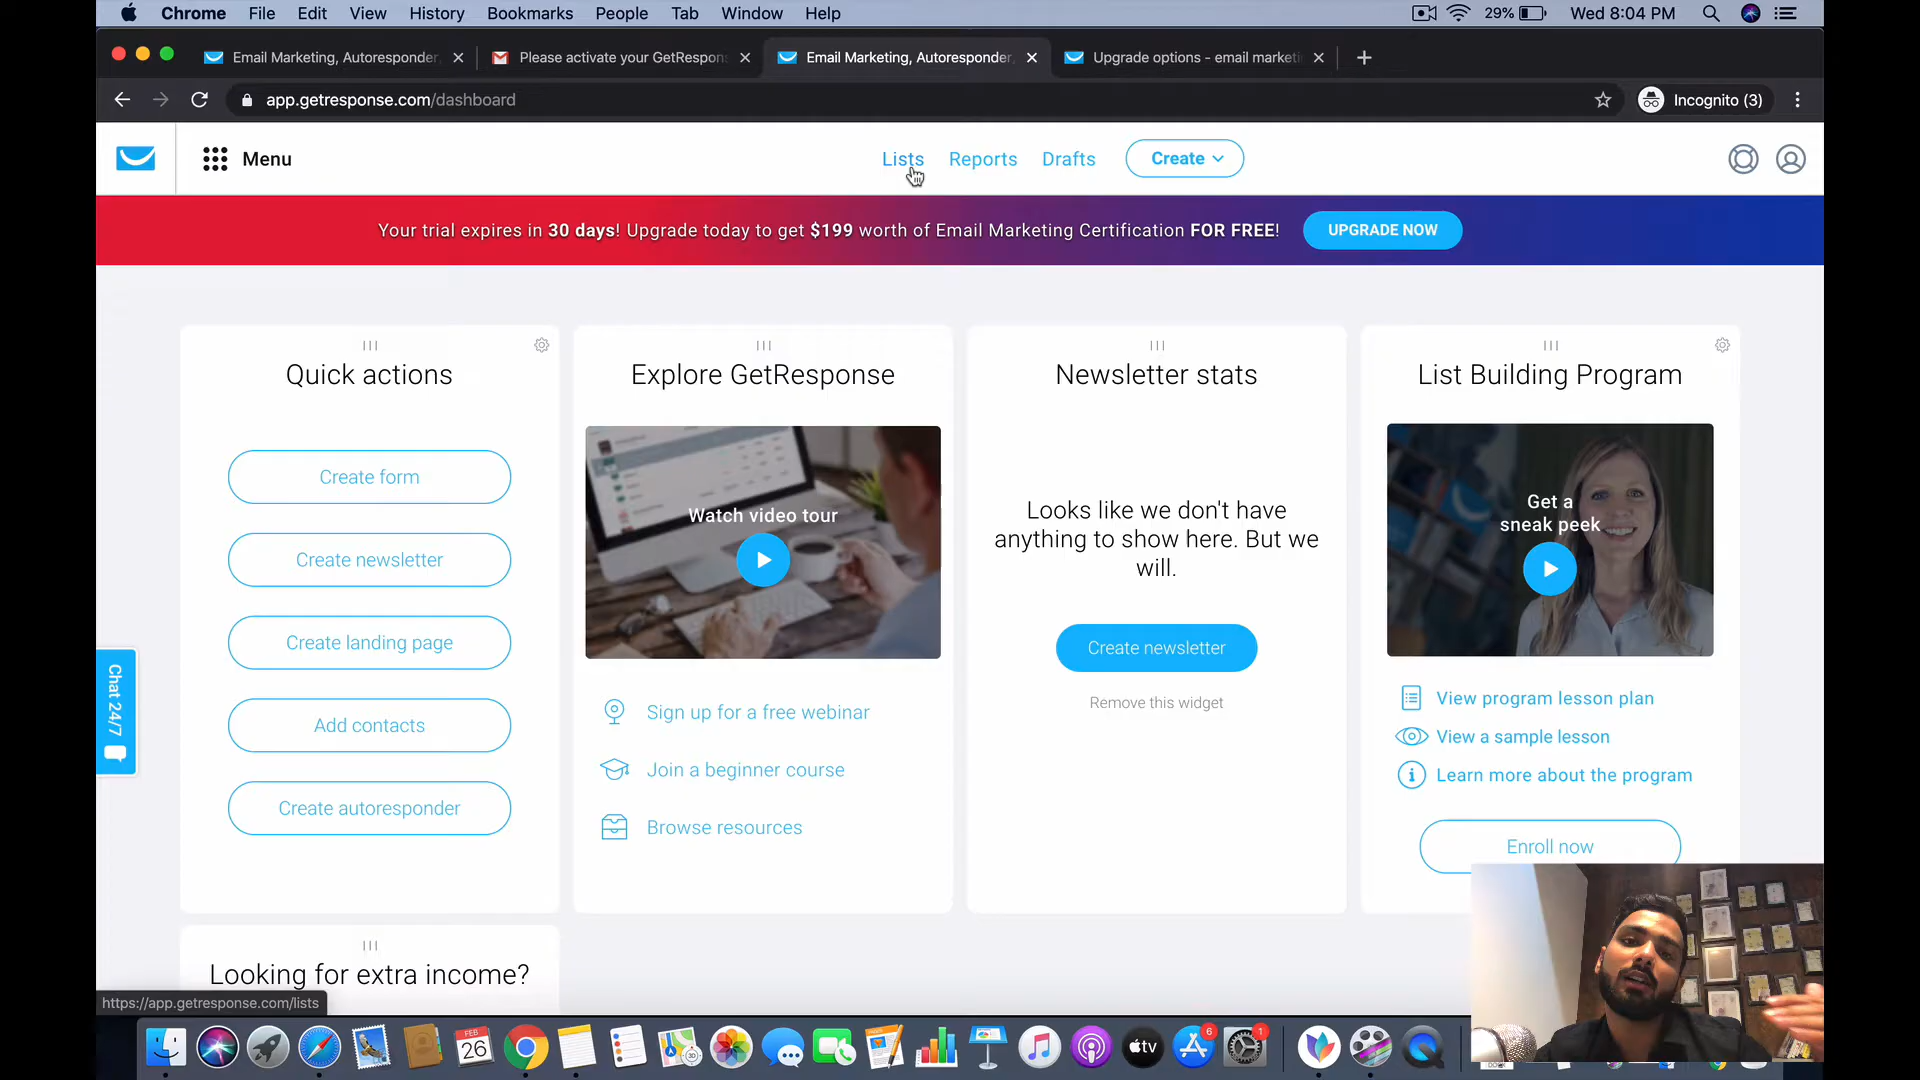 Chrome File Edit View History Bookmarks People Tab Window Help 29% Wed 8:04 PM
Email Marketing, Autoresponder, Please activate your GetRespon Email Marketing, Autoresponder, Upgrade options - email marketi
app.getresponse.com/dashboard Incognito (3)
Menu Lists Reports Drafts Create
Your trial expires in 30 days! Upgrade today to get $199 worth of Email Marketing Certification FOR FREE! UPGRADE NOW
Quick actions
Create form
Create newsletter
Create landing page
Add contacts
Create autoresponder
Explore GetResponse
Watch video tour
Sign up for a free webinar
Join a beginner course
Browse resources
Newsletter stats
Looks like we don't have
anything to show here. But we
will.
Create newsletter
Remove this widget
List Building Program
Get a
sneak peek
View program lesson plan
View a sample lesson
Learn more about the program
Enroll now
Chat 24/7
Looking for extra income?
https://app.getresponse.com/lists
FEB
26
tv
6
1